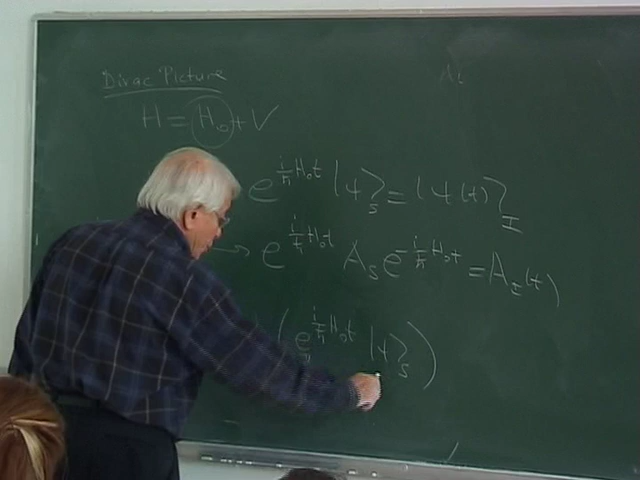 Dirac Picture
H = H₀ + V
e^{i/ħ H₀t} |ψ⟩_S = |ψ(t)⟩_I
→ e^{i/ħ H₀t} A_S e^{-i/ħ H₀t} = A_I(t)
(e^{i/ħ H₀t} |ψ⟩_S)